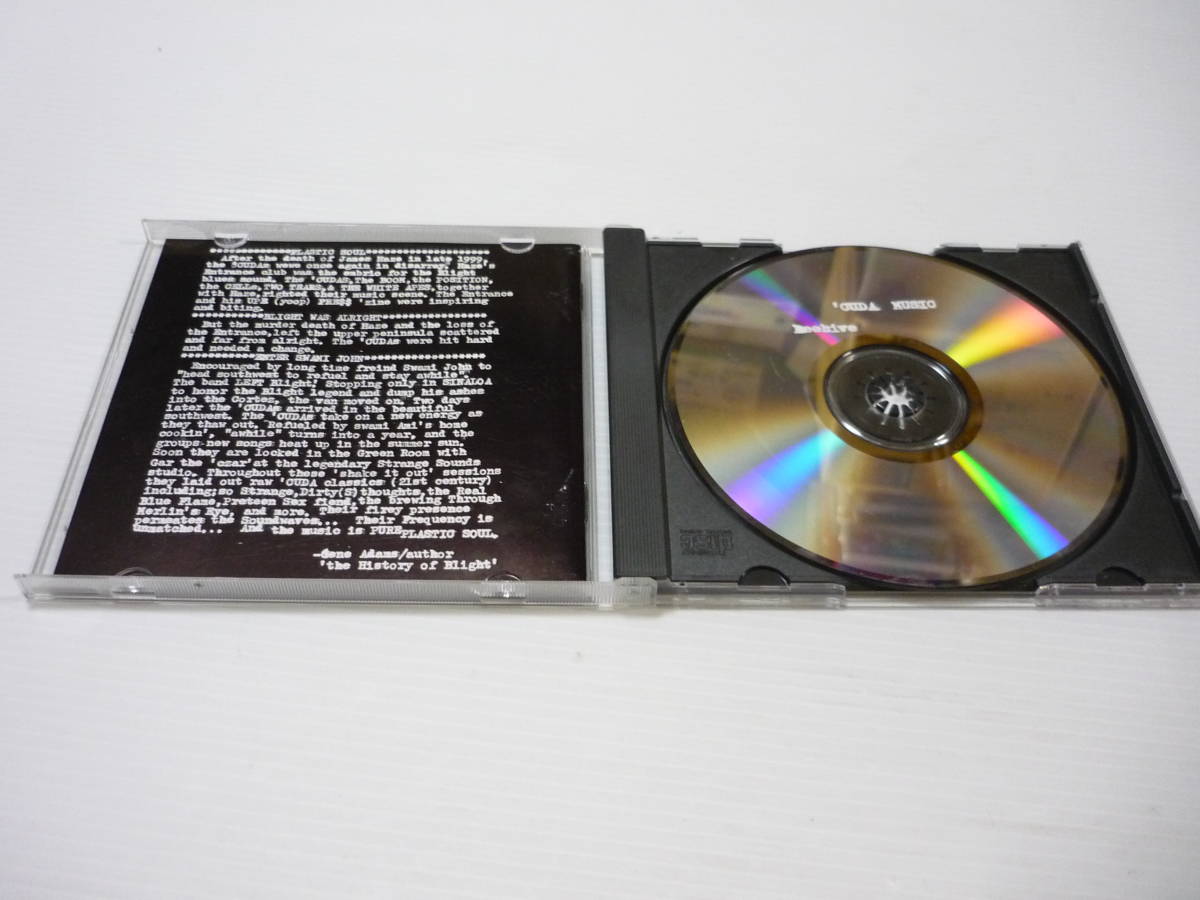 **************PLASTIC SOUL*********************
After the death of James Haze in late 1999,
the 'CUDAs were once again in disarray. Haze's
Entrance club was the fabric for the Blight
blues sound. The 'CUDAS, The BOOM, the POSITION,
the CELLS, TWO TEARS, & THE WHITE APES, together
with Haze, righted their music scene. The Entrance
and his UPE (yoop) PRE$$ 'zine were inspiring
and biting.
************BLIGHT WAS ALRIGHT**********************
But the murder death of Haze and the loss of
the Entrance, left the upper peninsula scattered
and far from alright. The 'CUDAs were hit hard
and needed a change.
************ENTER SWAMI JOHN********************
Encouraged by long time freind Swami John to
"head southwest to refuel and stay awhile".
The band LEFT Blight! Stopping only in SINALOA
to honor the Blight legend and dump his ashes
into the Cortez, the van moved on. Two days
later the 'CUDAs arrived in the beautiful
southwest. The 'CUDAs take on a new energy as
they thaw out. Refueled by swami Ami's home
cookin', "awhile" turns into a year, and the
groups new songs heat up in the summer sun.
Soon they are locked in the Green Room with
Gar the 'czar' at the legendary Strange Sounds
studio. Throughout these 'shake it out' sessions
they laid out raw 'CUDA classics (21st century)
including; so Strange, Dirty(S) thoughts, the Real
Blue Flame, Preteen Sex fiend, the brewing Through
Merlin's Eye, and more. Their firey presence
permeates the Soundwaves... Their Frequency is
Unmatched... And the music is PURE PLASTIC SOUL.
-Gene Adams/author
'the History of Blight'
'CUDA MUSIC
Beehive